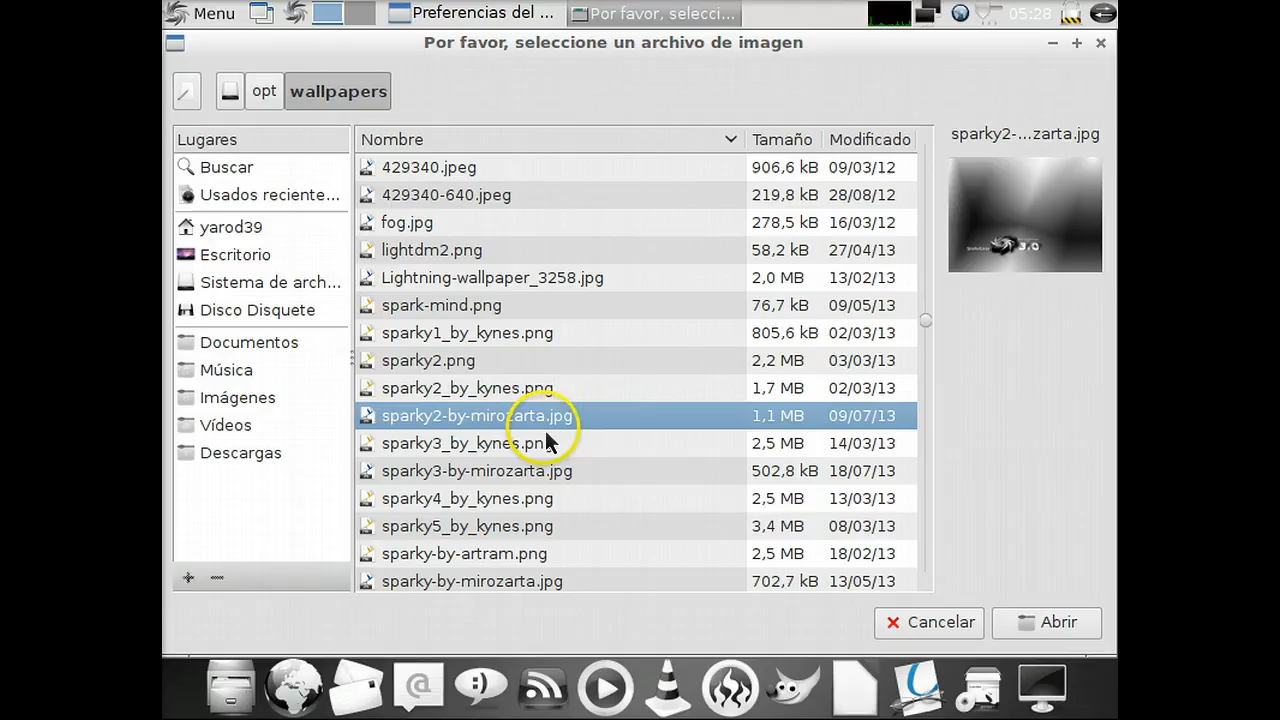 Menu Preferencias del ... Por favor, selecci... 05:28
Por favor, seleccione un archivo de imagen
opt wallpapers
Lugares
Buscar
Usados reciente...
yarod39
Escritorio
Sistema de arch...
Disco Disquete
Documentos
Música
Imágenes
Vídeos
Descargas
Nombre Tamaño Modificado
429340.jpeg 906,6 kB 09/03/12
429340-640.jpeg 219,8 kB 28/08/12
fog.jpg 278,5 kB 16/03/12
lightdm2.png 58,2 kB 27/04/13
Lightning-wallpaper_3258.jpg 2,0 MB 13/02/13
spark-mind.png 76,7 kB 09/05/13
sparky1_by_kynes.png 805,6 kB 02/03/13
sparky2.png 2,2 MB 03/03/13
sparky2_by_kynes.png 1,7 MB 02/03/13
sparky2-by-mirozarta.jpg 1,1 MB 09/07/13
sparky3_by_kynes.png 2,5 MB 14/03/13
sparky3-by-mirozarta.jpg 502,8 kB 18/07/13
sparky4_by_kynes.png 2,5 MB 13/03/13
sparky5_by_kynes.png 3,4 MB 08/03/13
sparky-by-artram.png 2,5 MB 18/02/13
sparky-by-mirozarta.jpg 702,7 kB 13/05/13
sparky2-...zarta.jpg
3.0
Cancelar Abrir